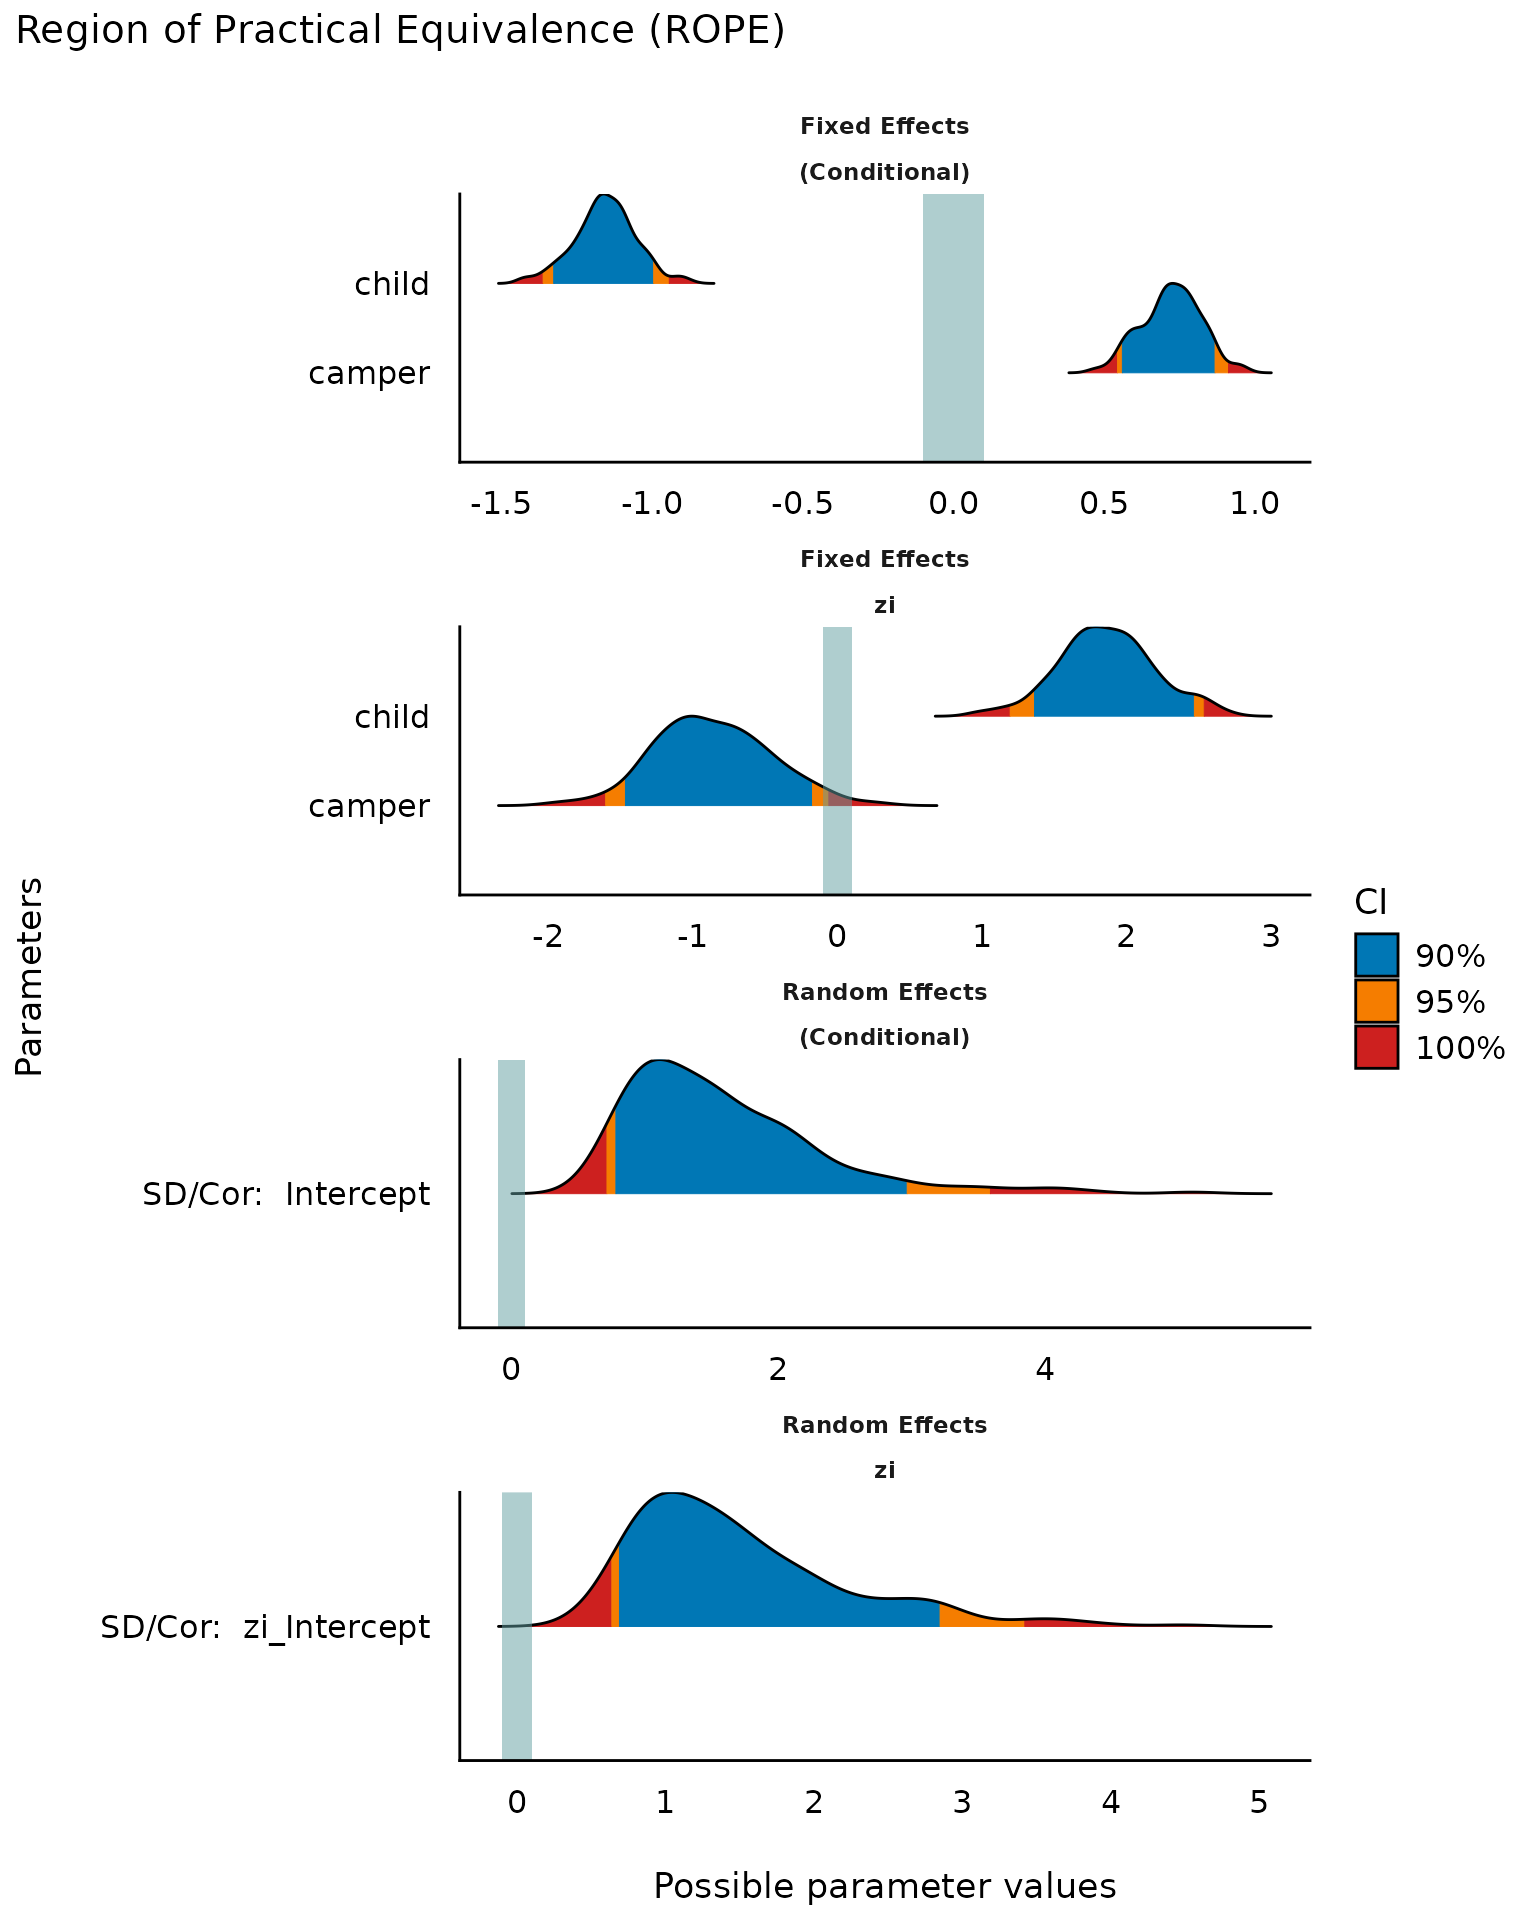 Region of Practical Equivalence (ROPE)
Fixed Effects
(Conditional)
child
camper
-1.5 -1.0 -0.5 0.0 0.5 1.0
Fixed Effects
zi
child
camper
-2 -1 0 1 2 3
Random Effects
(Conditional)
SD/Cor: Intercept
0 2 4
Random Effects
zi
SD/Cor: zi_Intercept
0 1 2 3 4 5
Possible parameter values
Parameters
CI
90%
95%
100%